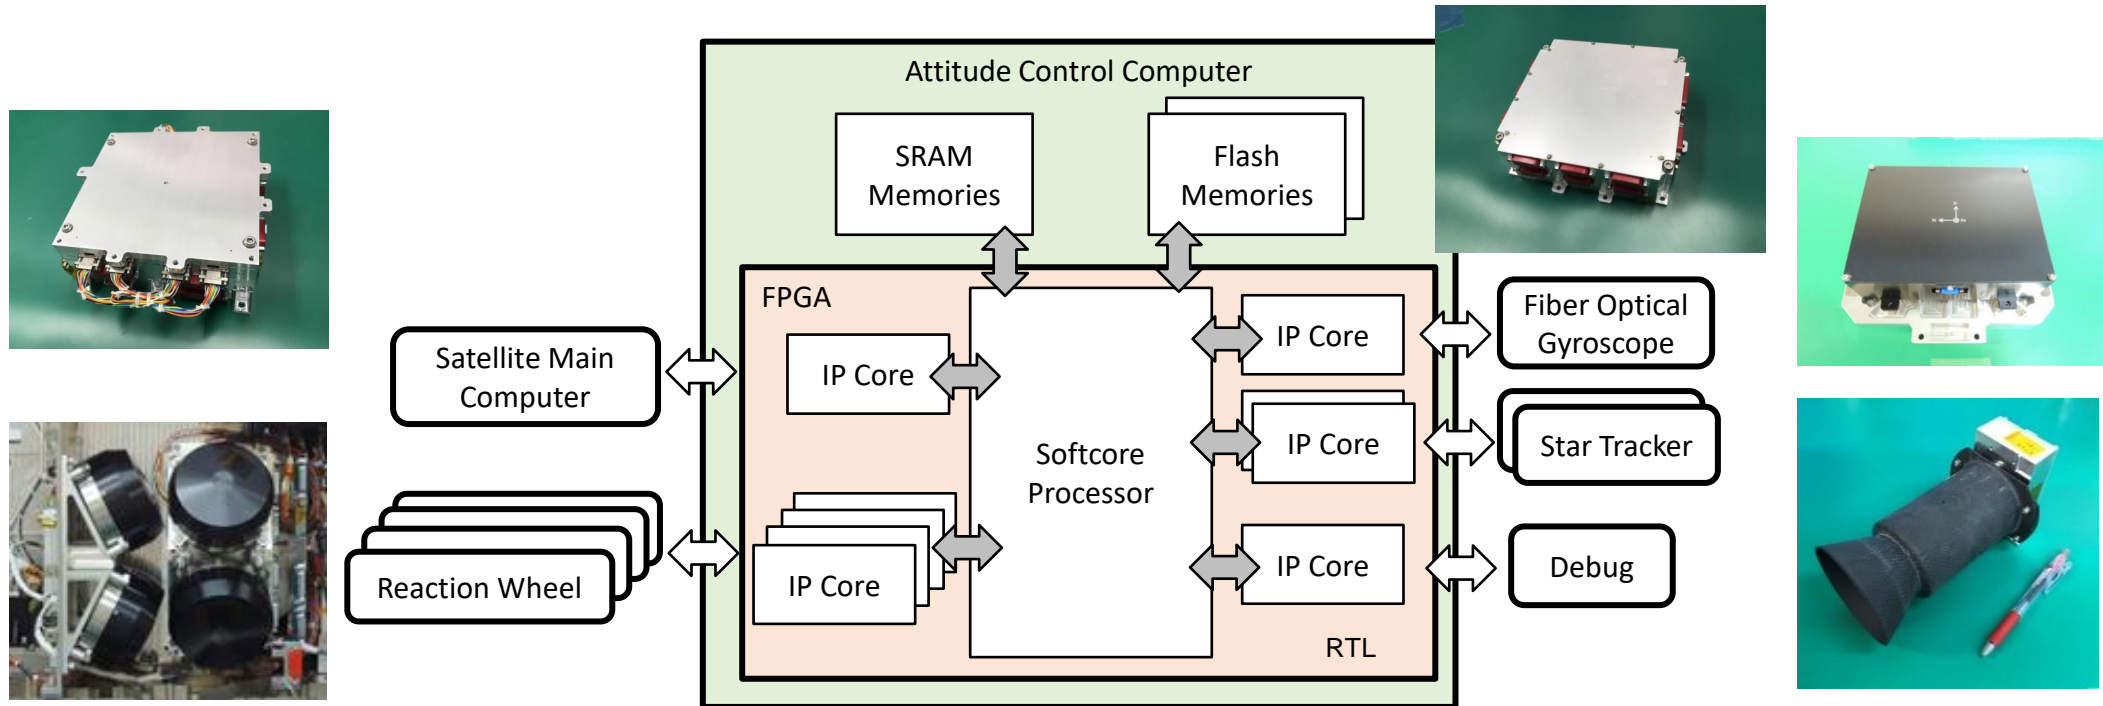 Attitude Control Computer
SRAM
Memories
Flash
Memories
FPGA
IP Core
IP Core
Softcore
Processor
IP Core
IP Core
IP Core
RTL
Satellite Main
Computer
Reaction Wheel
Fiber Optical
Gyroscope
Star Tracker
Debug